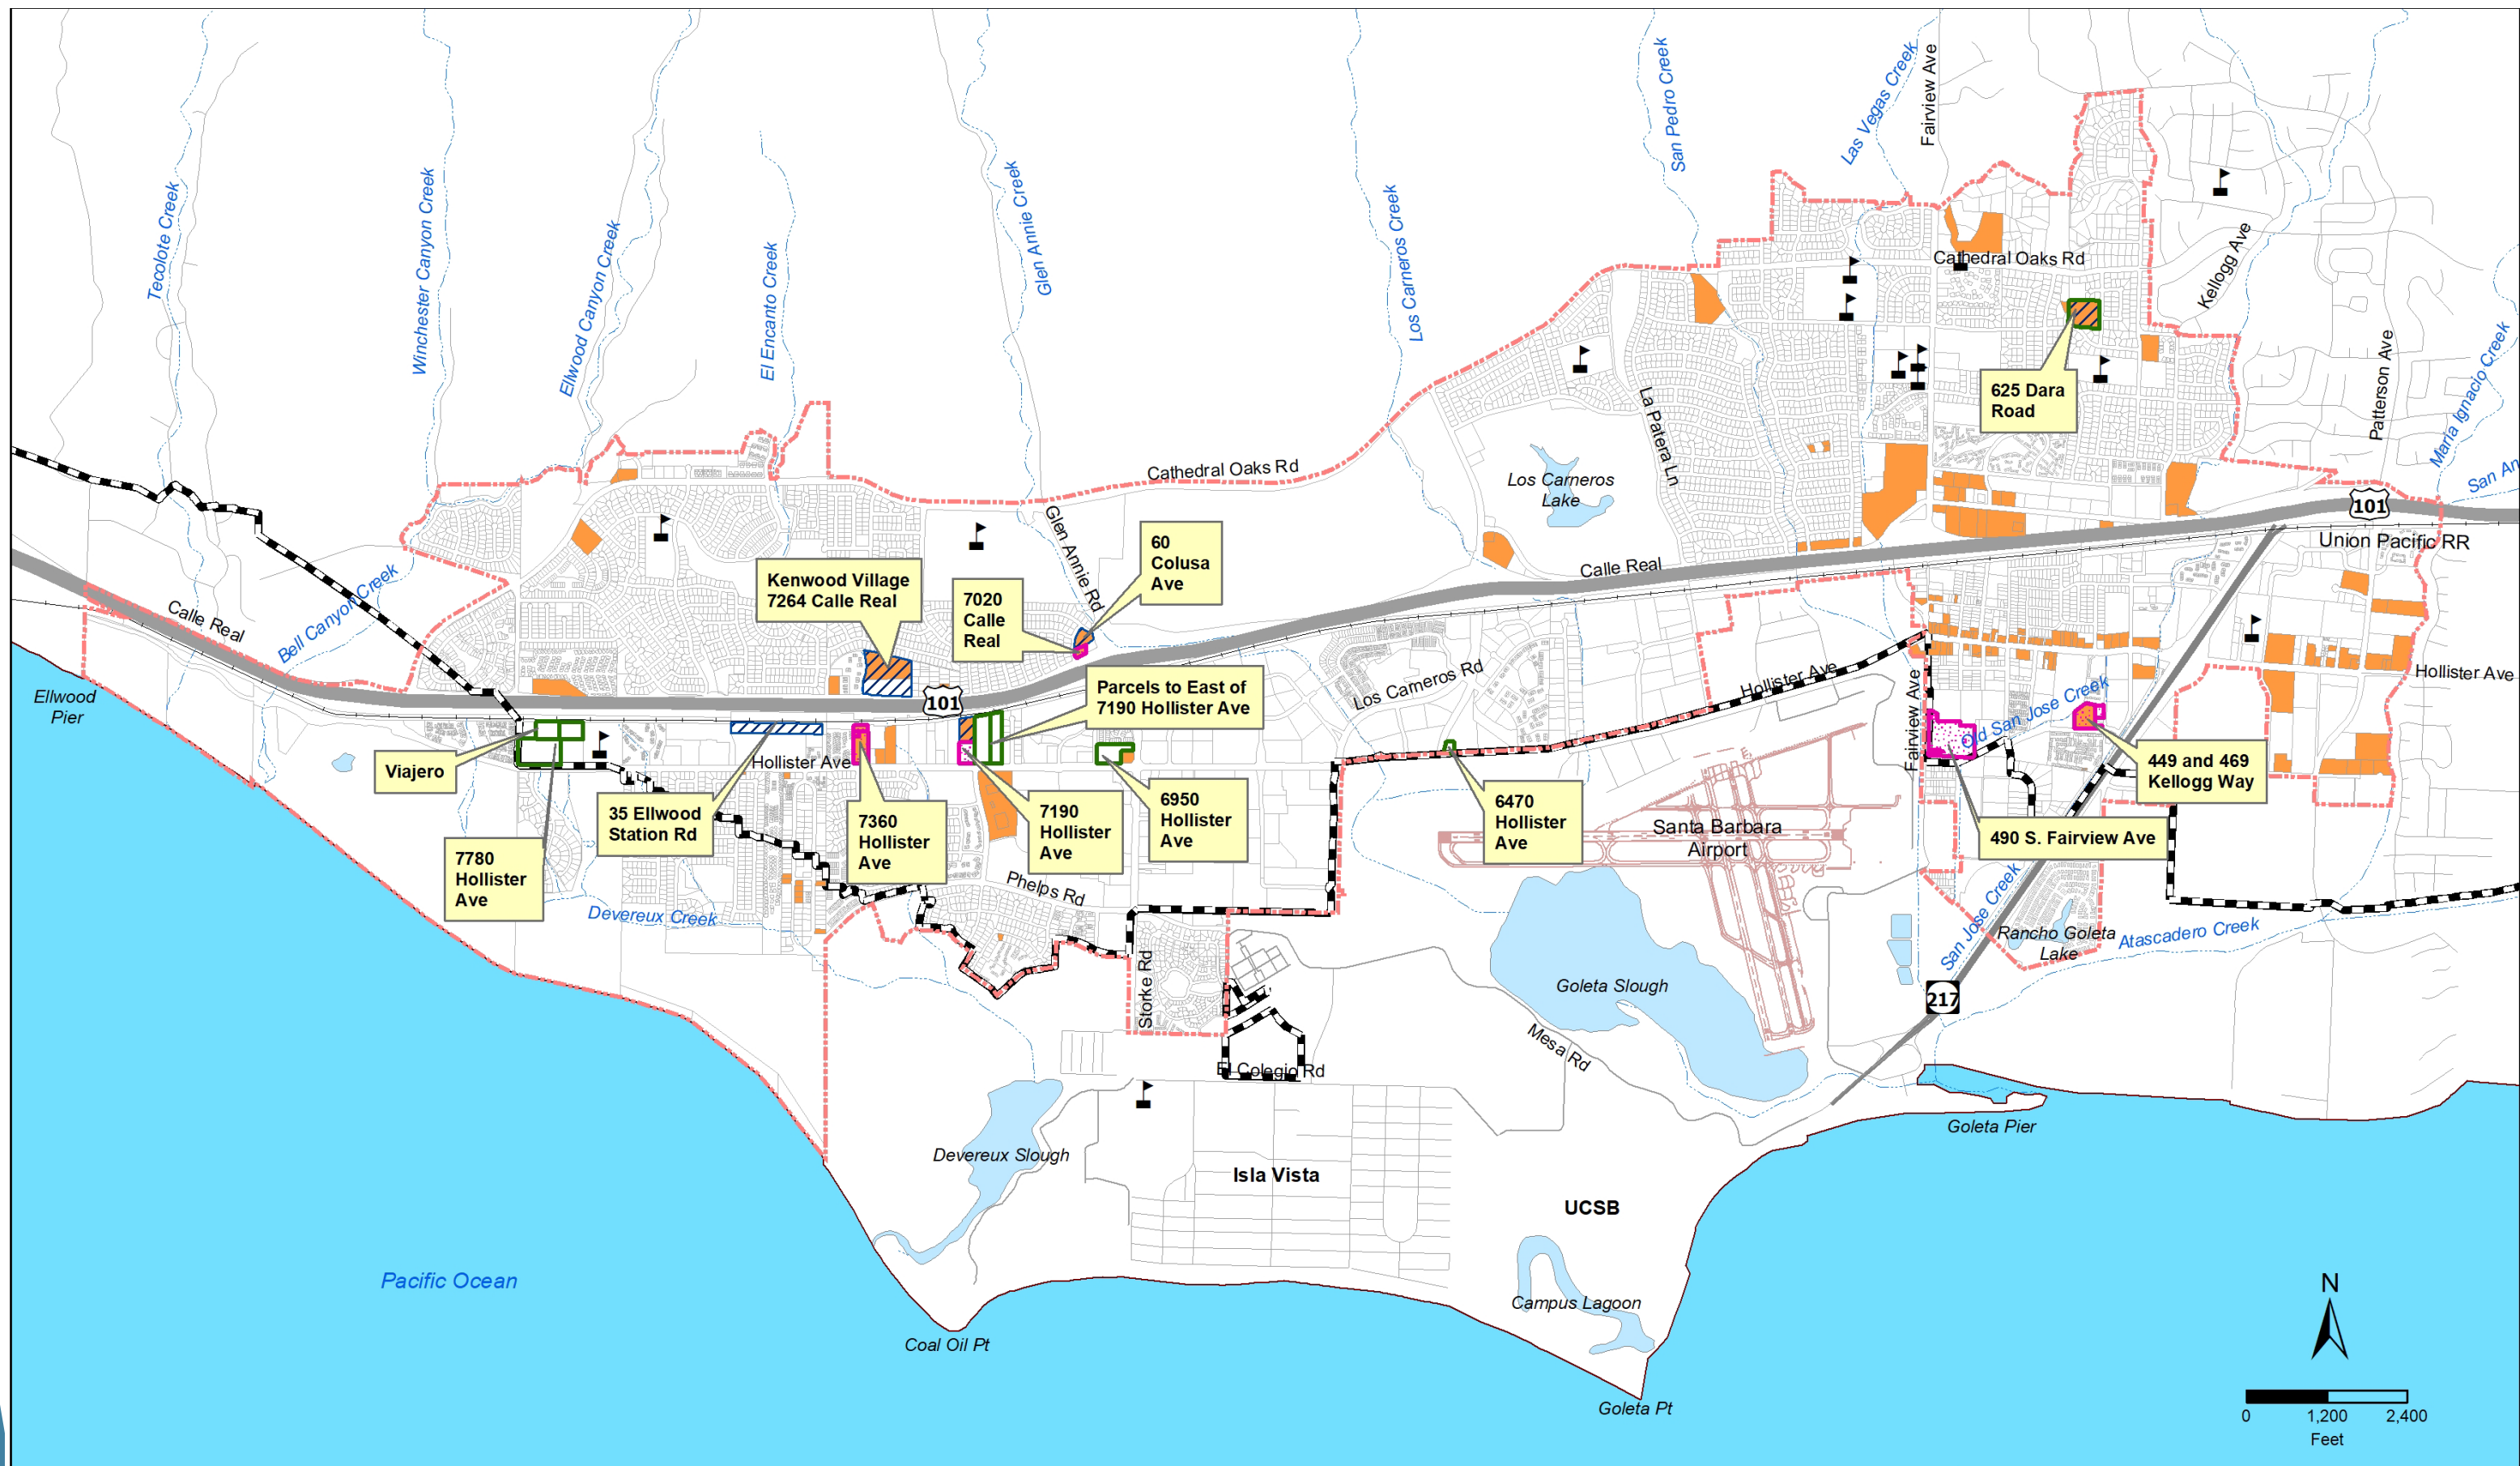 Tecolote Creek
Winchester Canyon Creek
Ellwood Canyon Creek
El Encanto Creek
Glen Annie Creek
Los Carneros Creek
San Pedro Creek
Las Vegas Creek
Fairview Ave
Cathedral Oaks Rd
Kellogg Ave
Patterson Ave
Maria Ignacio Creek
San An
625 Dara
Road
La Patera Ln
Los Carneros
Lake
Cathedral Oaks Rd
Glen Annie Rd
60
Colusa
Ave
101
Union Pacific RR
Calle Real
Kenwood Village
7264 Calle Real
7020
Calle
Real
Bell Canyon Creek
Calle Real
Ellwood
Pier
101
Parcels to East of
7190 Hollister Ave
Los Carneros Rd
Hollister Ave
Fairview Ave
Old San Jose Creek
Hollister Ave
Viajero
Hollister Ave
35 Ellwood
Station Rd
7360
Hollister
Ave
7190
Hollister
Ave
6950
Hollister
Ave
6470
Hollister
Ave
Santa Barbara
Airport
449 and 469
Kellogg Way
490 S. Fairview Ave
7780
Hollister
Ave
Phelps Rd
Devereux Creek
San Jose Creek
Rancho Goleta
Lake
Atascadero Creek
Storke Rd
Goleta Slough
217
Mesa Rd
El Colegio Rd
Goleta Pier
Devereux Slough
Isla Vista
UCSB
Pacific Ocean
Campus Lagoon
Coal Oil Pt
Goleta Pt
N
0 1,200 2,400
Feet